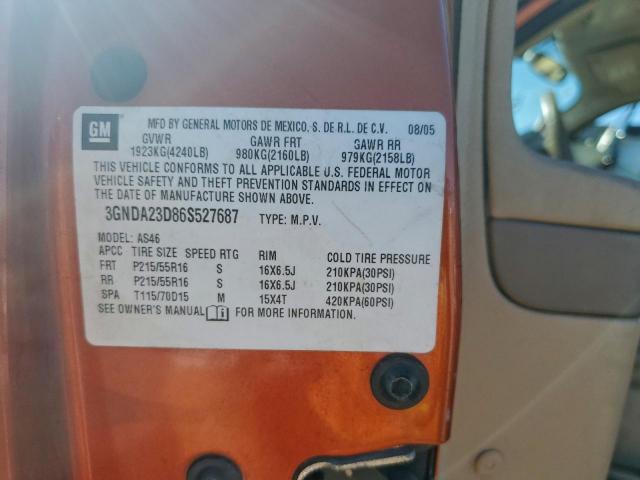 GM
MFD BY GENERAL MOTORS DE MEXICO, S. DE R.L. DE C.V. 08/05
GVWR GAWR FRT GAWR RR
1923KG(4240LB) 980KG(2160LB) 979KG(2158LB)
THIS VEHICLE CONFORMS TO ALL APPLICABLE U.S. FEDERAL MOTOR
VEHICLE SAFETY AND THEFT PREVENTION STANDARDS IN EFFECT ON
THE DATE OF MANUFACTURE SHOWN ABOVE.
3GNDA23D86S527687 TYPE: M.P.V.
MODEL: AS46
APCC TIRE SIZE SPEED RTG RIM COLD TIRE PRESSURE
FRT P215/55R16 S 16X6.5J 210KPA(30PSI)
RR P215/55R16 S 16X6.5J 210KPA(30PSI)
SPA T115/70D15 M 15X4T 420KPA(60PSI)
SEE OWNER'S MANUAL FOR MORE INFORMATION.